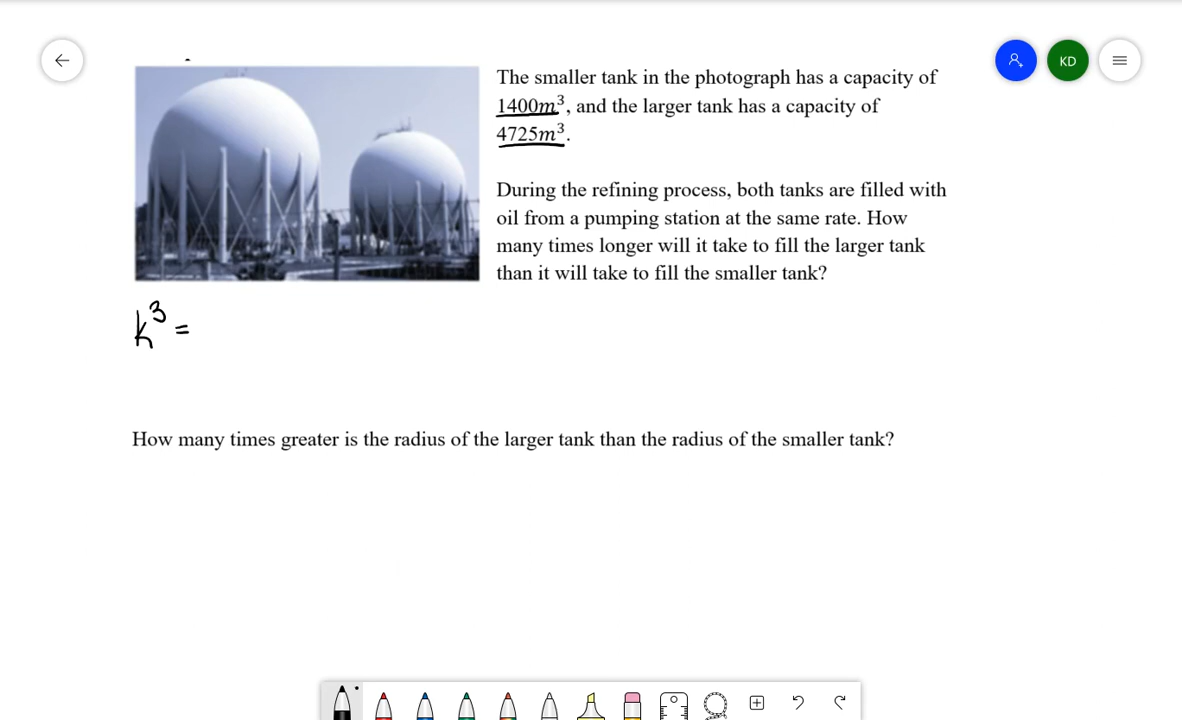 KD
The smaller tank in the photograph has a capacity of
1400m³, and the larger tank has a capacity of
4725m³.
During the refining process, both tanks are filled with
oil from a pumping station at the same rate. How
many times longer will it take to fill the larger tank
than it will take to fill the smaller tank?
k³ =
How many times greater is the radius of the larger tank than the radius of the smaller tank?